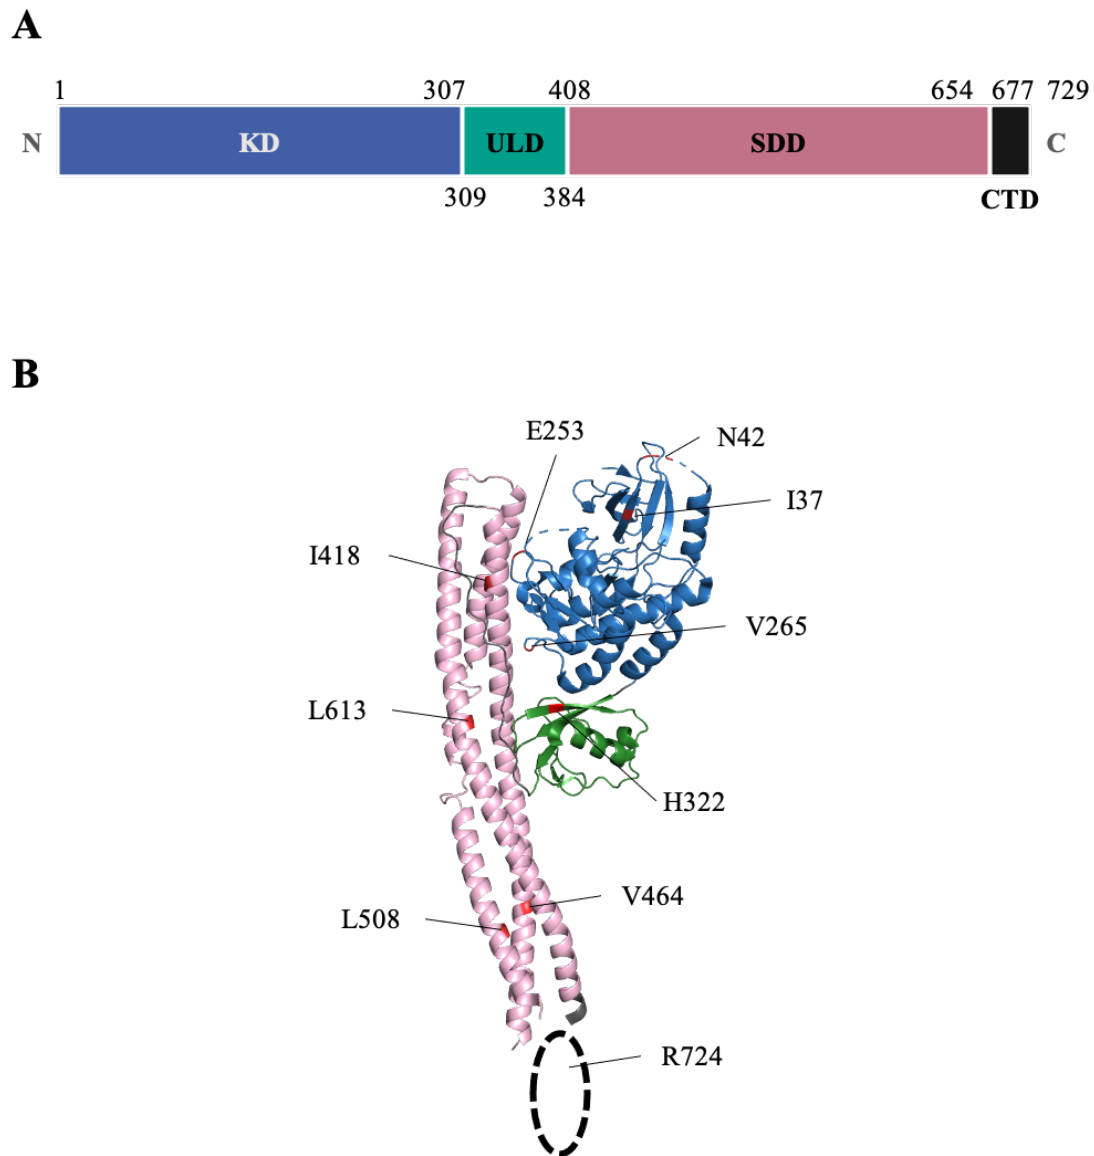 A
1 307 408 654 677 729
N KD ULD SDD C
309 384 CTD
B
E253 N42
I37
I418
V265
L613
H322
V464
L508
R724